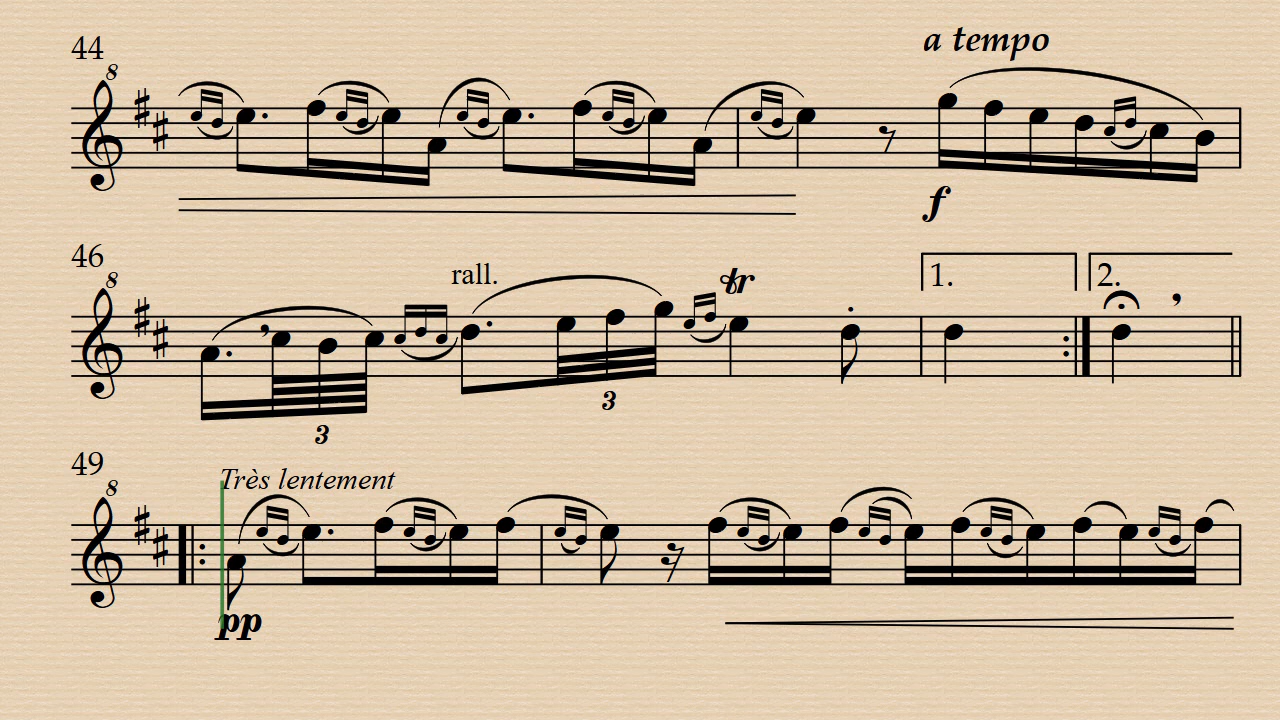 a tempo
44
8
f
46
8
rall.
tr
1.
2.
3
3
49
8
Très lentement
pp